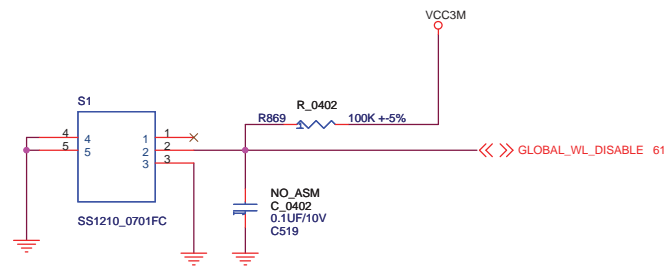 VCC3M
S1
R_0402
R869 100K +-5%
4 4 1 1
5 5 2 2
3 3
GLOBAL_WL_DISABLE 61
NO_ASM
C_0402
0.1UF/10V
C519
SS1210_0701FC
1